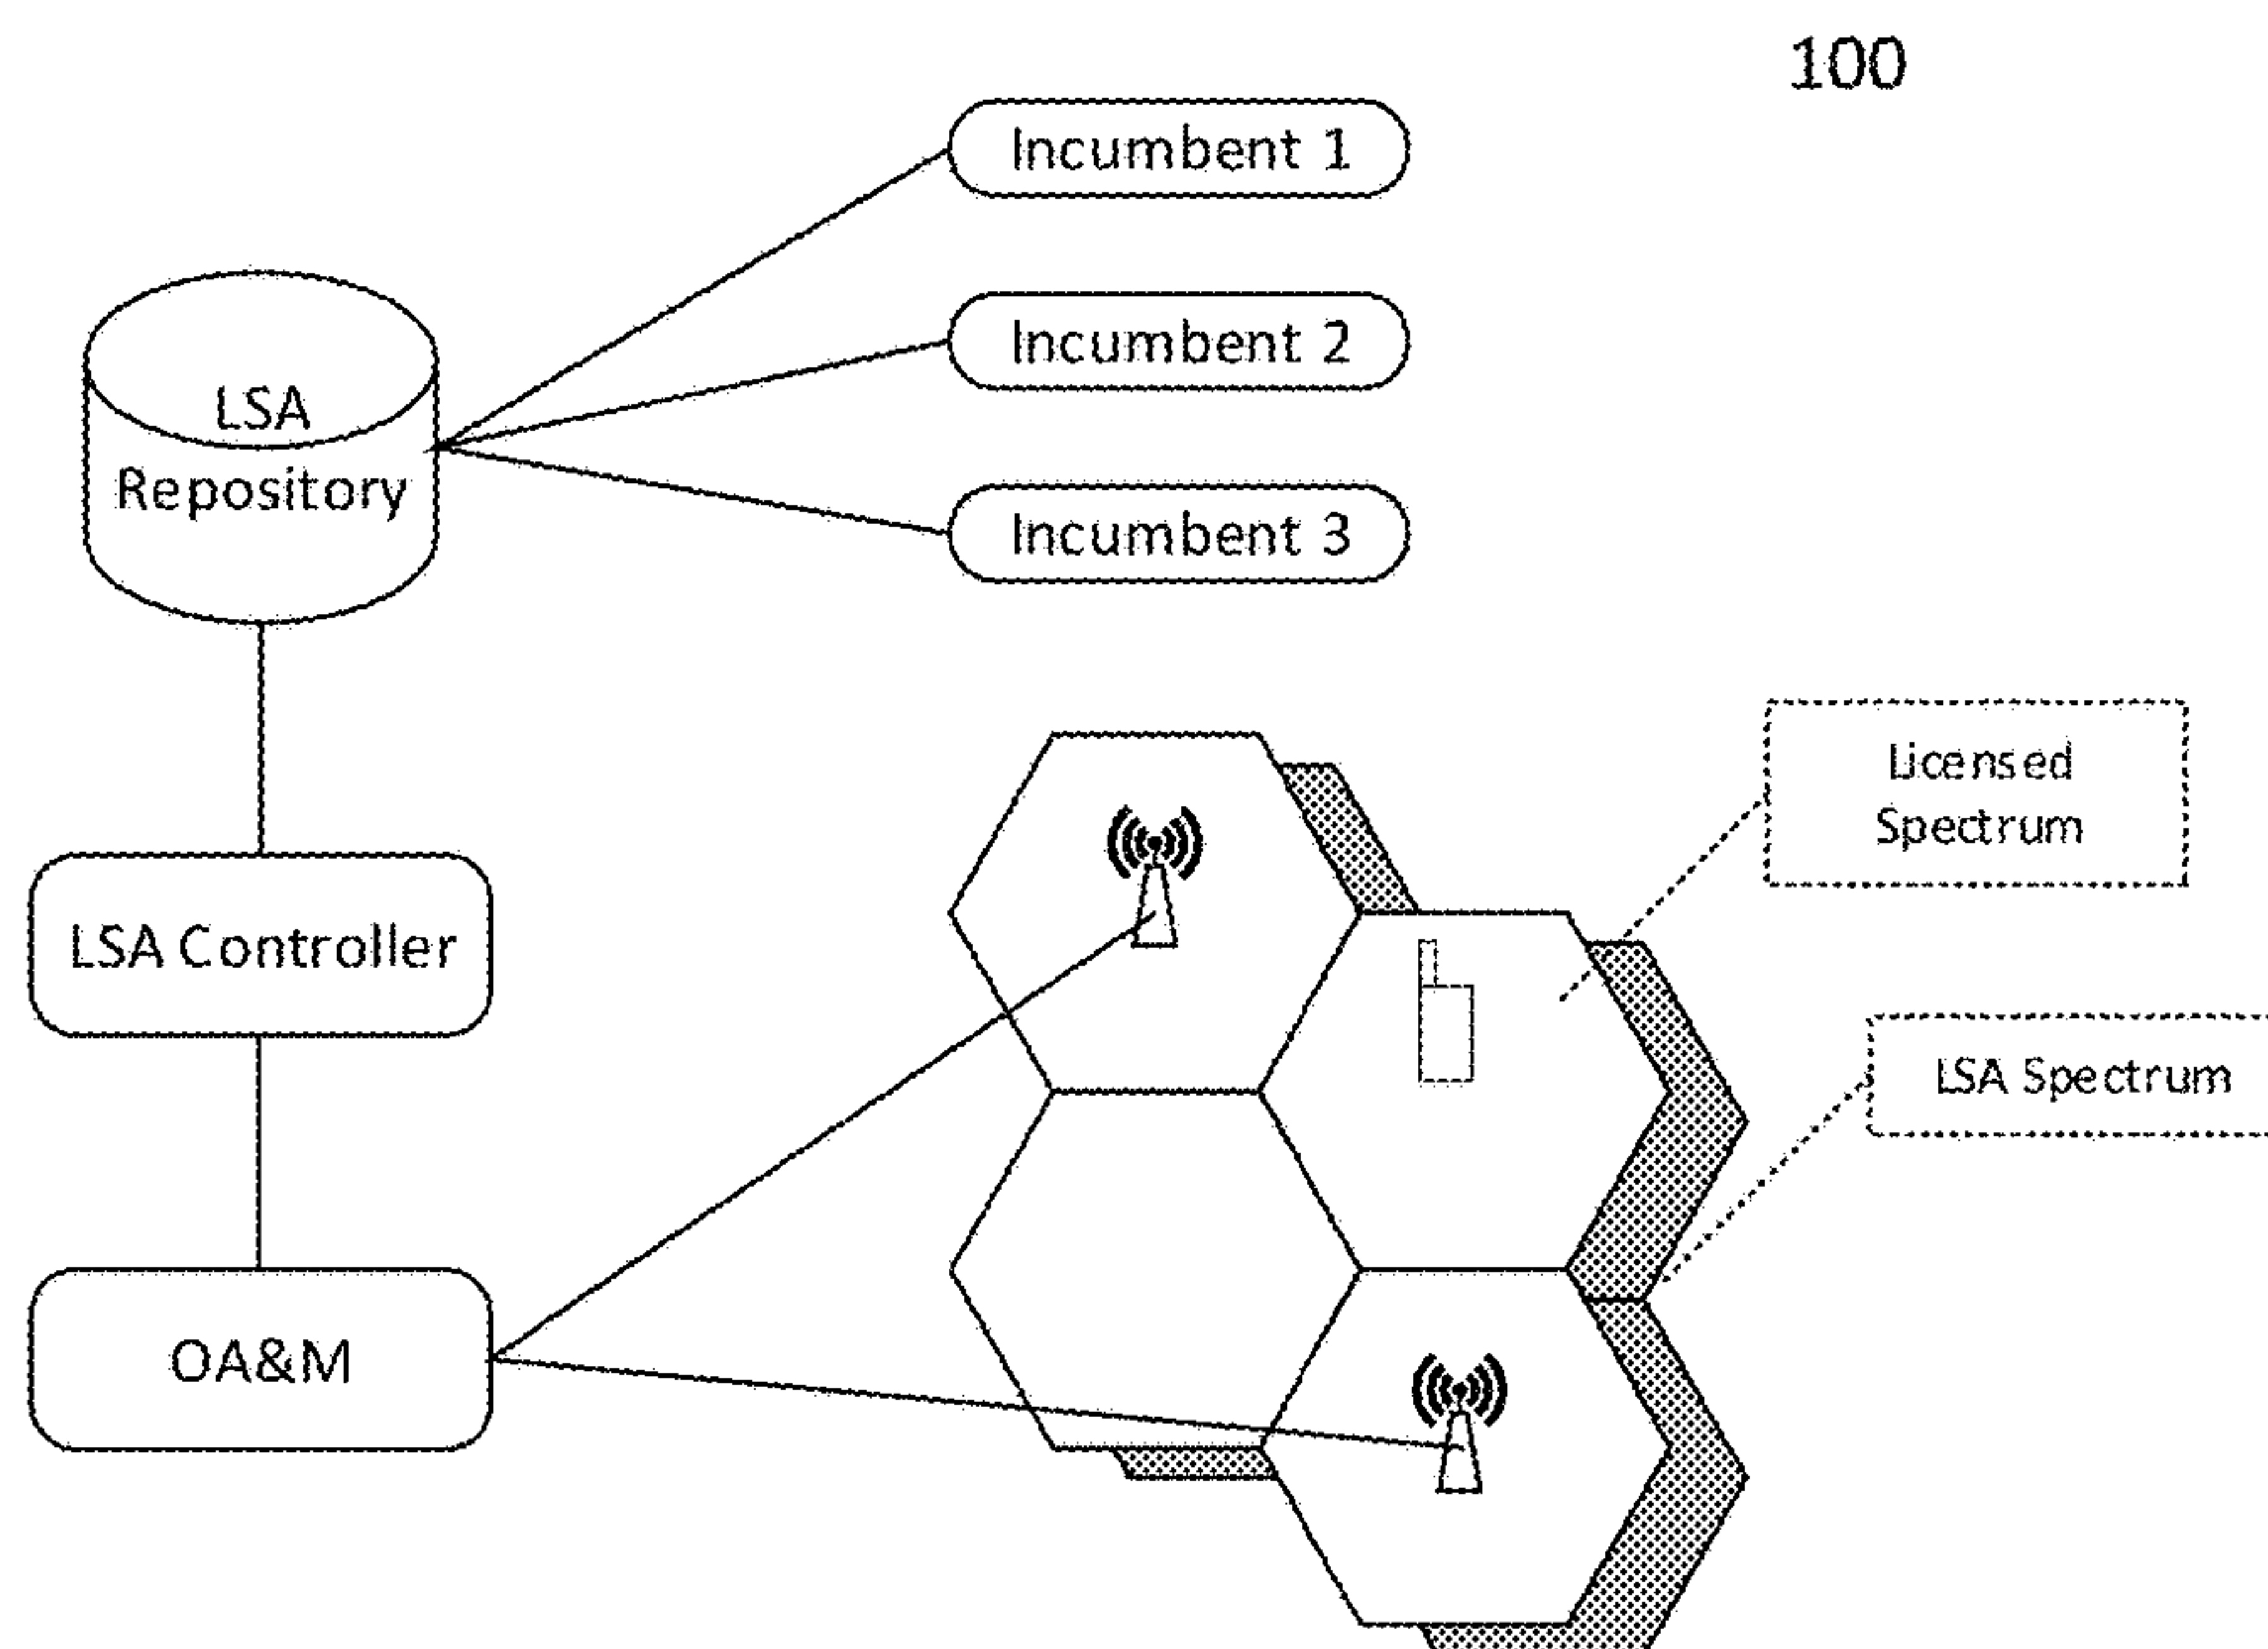 100
Incumbent 1
Incumbent 2
LSA
Repository
Incumbent 3
Licensed
Spectrum
LSA Controller
LSA Spectrum
OA&M